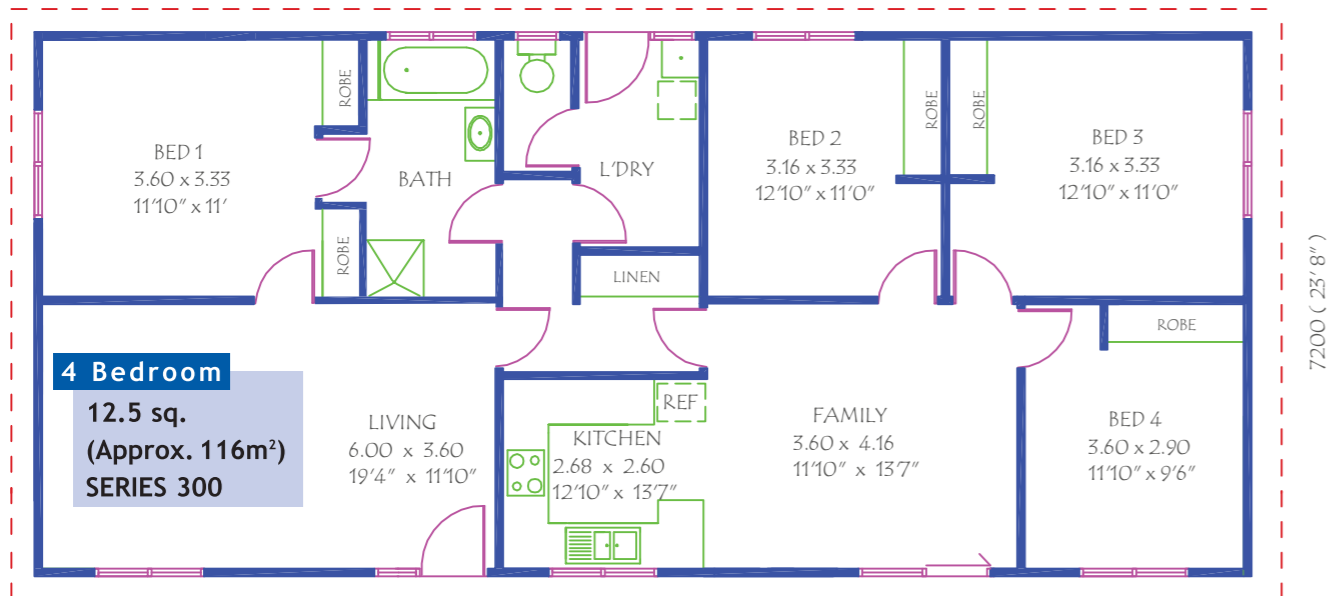 ROBE
BED 1
3.60 x 3.33
11'10" x 11'
ROBE
BATH
L'DRY
LINEN
BED 2
3.16 x 3.33
12'10" x 11'0"
ROBE
ROBE
BED 3
3.16 x 3.33
12'10" x 11'0"
7200 ( 23' 8" )
4 Bedroom
12.5 sq.
(Approx. 116m²)
SERIES 300
LIVING
6.00 x 3.60
19'4" x 11'10"
REF
KITCHEN
2.68 x 2.60
12'10" x 13'7"
FAMILY
3.60 x 4.16
11'10" x 13'7"
ROBE
BED 4
3.60 x 2.90
11'10" x 9'6"